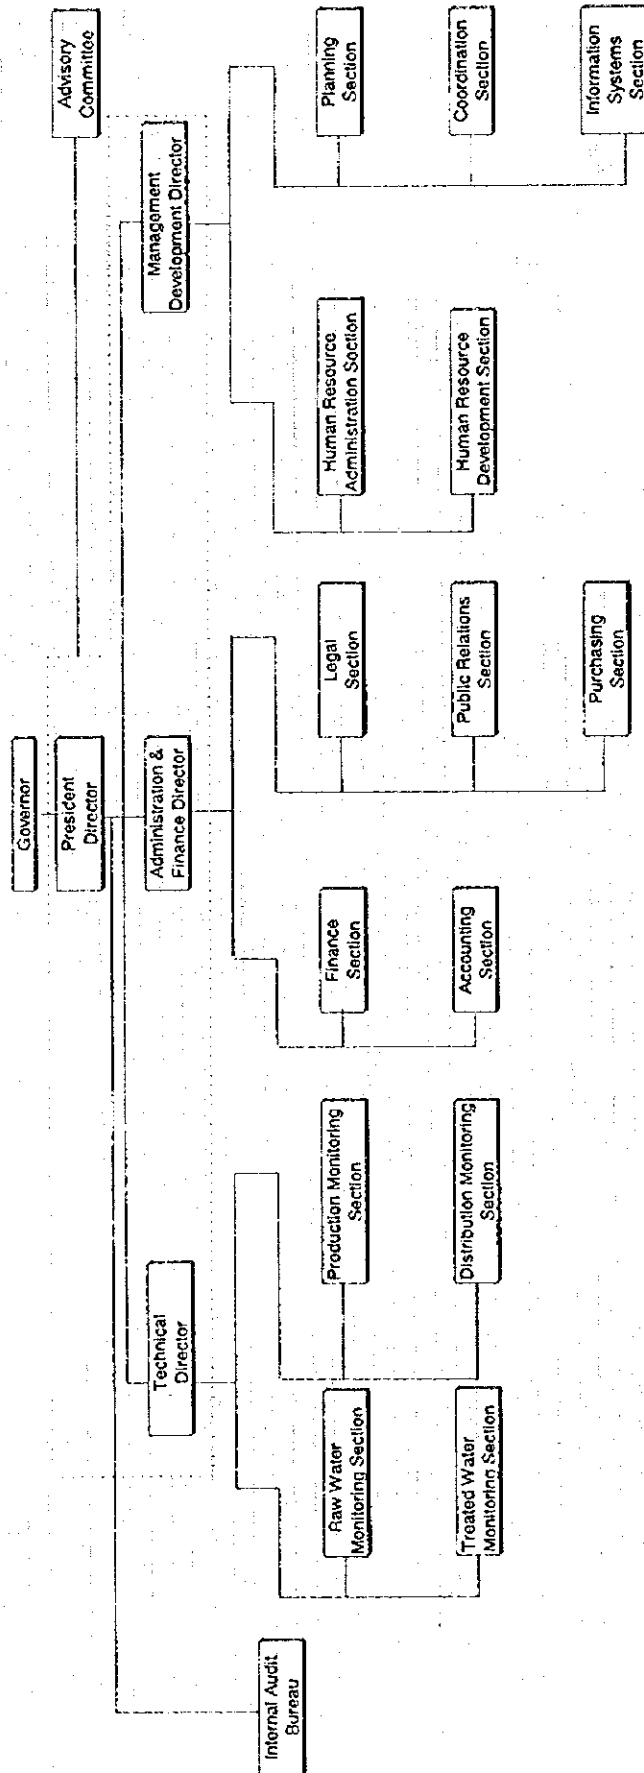 Governor
President
Director
Advisory
Committee
Technical
Director
Administration &
Finance Director
Management
Development Director
Internal Audit
Bureau
Raw Water
Monitoring Section
Production Monitoring
Section
Finance
Section
Legal
Section
Human Resource
Administration Section
Planning
Section
Treated Water
Monitoring Section
Distribution Monitoring
Section
Accounting
Section
Public Relations
Section
Human Resource
Development Section
Coordination
Section
Purchasing
Section
Information
Systems
Section